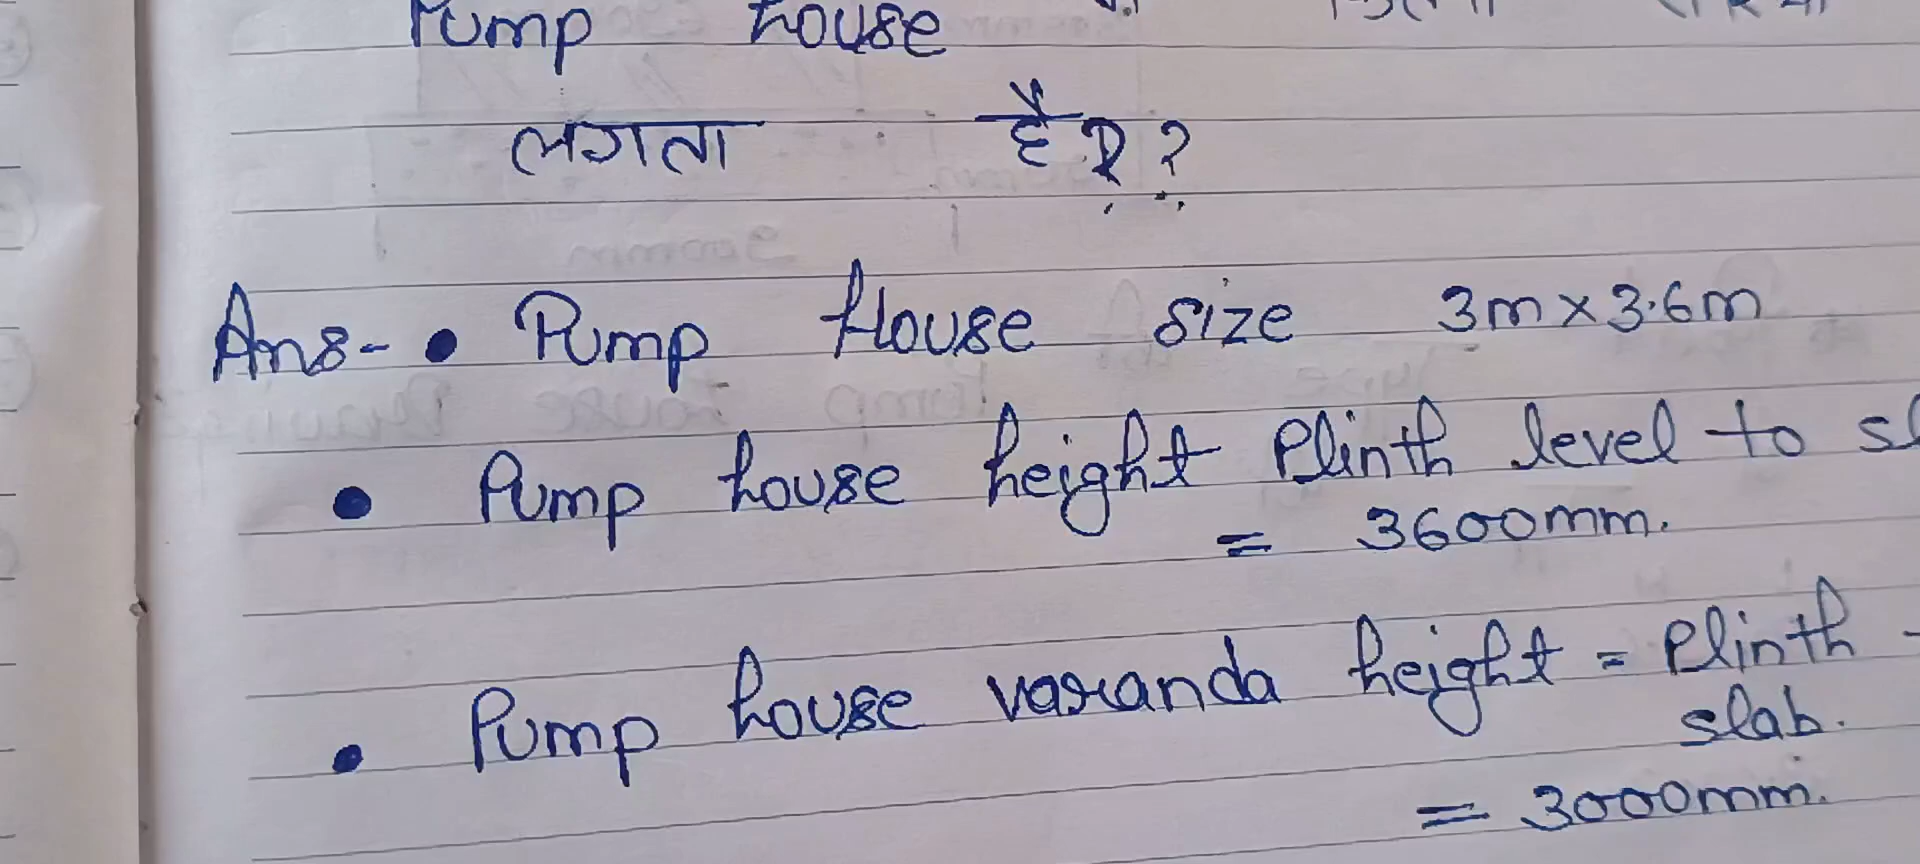 Pump house
लगता है??
Ans- • Pump House size 3m x 3.6m
• Pump house height Plinth level to
= 3600mm.
• Pump house varanda height = Plinth
slab.
= 3000mm.